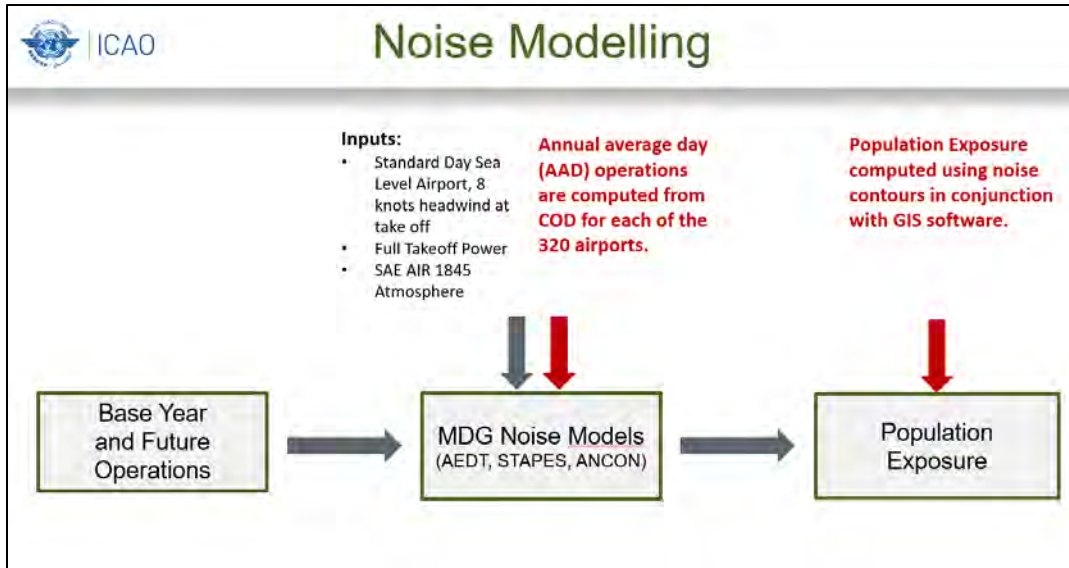 ICAO
Noise Modelling
Inputs:
• Standard Day Sea
Level Airport, 8
knots headwind at
take off
• Full Takeoff Power
• SAE AIR 1845
Atmosphere
Annual average day
(AAD) operations
are computed from
COD for each of the
320 airports.
Population Exposure
computed using noise
contours in conjunction
with GIS software.
Base Year
and Future
Operations
MDG Noise Models
(AEDT, STAPES, ANCON)
Population
Exposure